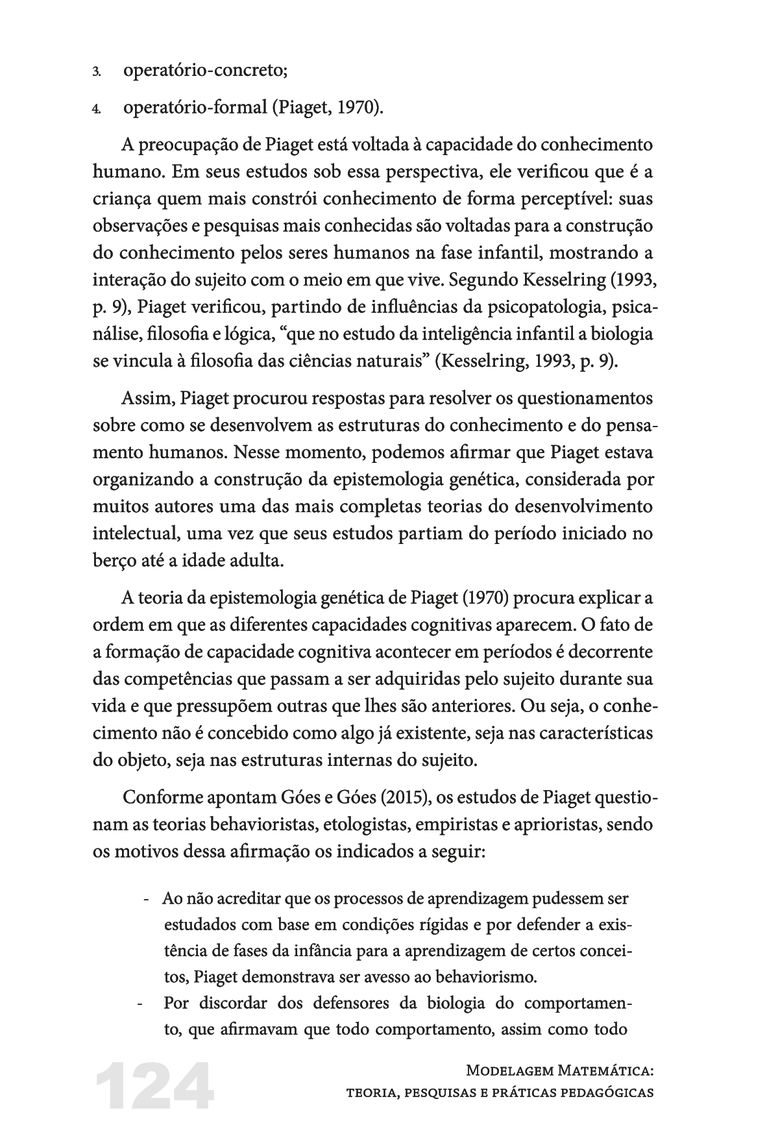 3. operatório-concreto;
4. operatório-formal (Piaget, 1970).
A preocupação de Piaget está voltada à capacidade do conhecimento
humano. Em seus estudos sob essa perspectiva, ele verificou que é a
criança quem mais constrói conhecimento de forma perceptível: suas
observações e pesquisas mais conhecidas são voltadas para a construção
do conhecimento pelos seres humanos na fase infantil, mostrando a
interação do sujeito com o meio em que vive. Segundo Kesselring (1993,
p. 9), Piaget verificou, partindo de influências da psicopatologia, psica-
nálise, filosofia e lógica, “que no estudo da inteligência infantil a biologia
se vincula à filosofia das ciências naturais” (Kesselring, 1993, p. 9).
Assim, Piaget procurou respostas para resolver os questionamentos
sobre como se desenvolvem as estruturas do conhecimento e do pensa-
mento humanos. Nesse momento, podemos afirmar que Piaget estava
organizando a construção da epistemologia genética, considerada por
muitos autores uma das mais completas teorias do desenvolvimento
intelectual, uma vez que seus estudos partiam do período iniciado no
berço até a idade adulta.
A teoria da epistemologia genética de Piaget (1970) procura explicar a
ordem em que as diferentes capacidades cognitivas aparecem. O fato de
a formação de capacidade cognitiva acontecer em períodos é decorrente
das competências que passam a ser adquiridas pelo sujeito durante sua
vida e que pressupõem outras que lhes são anteriores. Ou seja, o conhe-
cimento não é concebido como algo já existente, seja nas características
do objeto, seja nas estruturas internas do sujeito.
Conforme apontam Góes e Góes (2015), os estudos de Piaget questio-
nam as teorias behavioristas, etologistas, empiristas e aprioristas, sendo
os motivos dessa afirmação os indicados a seguir:
- Ao não acreditar que os processos de aprendizagem pudessem ser
estudados com base em condições rígidas e por defender a exis-
tência de fases da infância para a aprendizagem de certos concei-
tos, Piaget demonstrava ser avesso ao behaviorismo.
- Por discordar dos defensores da biologia do comportamen-
to, que afirmavam que todo comportamento, assim como todo
124
Modelagem Matemática:
teoria, pesquisas e práticas pedagógicas